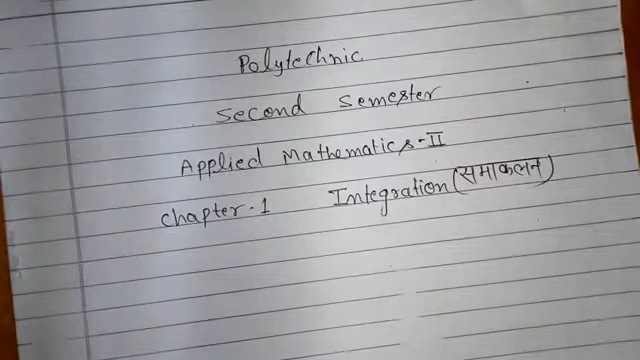 Polytechnic
Second Semester
Applied Mathematics-II
Chapter-1 Integration (समाकलन)